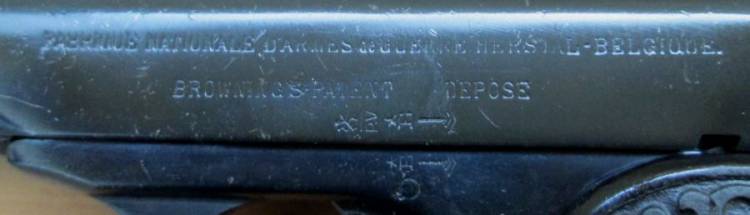 FABRIQUE NATIONALE D'ARMES de GUERRE HERSTAL-BELGIQUE.
BROWNING'S-PATENT DEPOSE